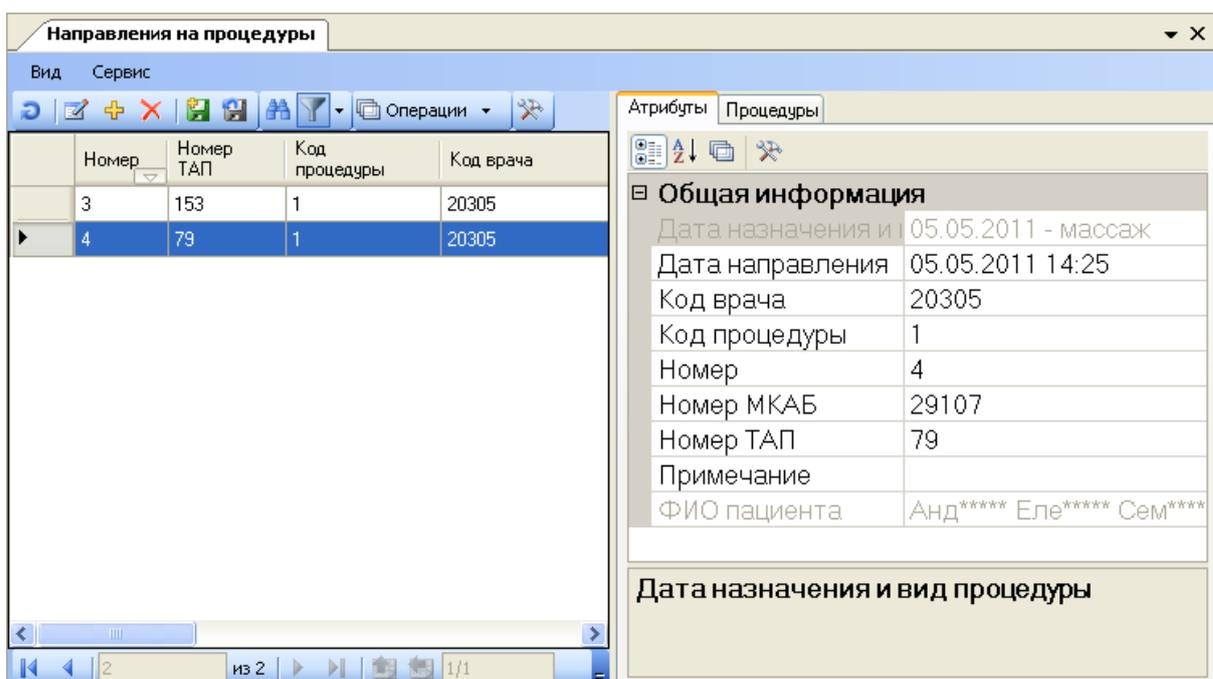 Направления на процедуры
Вид Сервис
Операции
Номер Номер ТАП Код процедуры Код врача
3 153 1 20305
4 79 1 20305
2 из 2 1/1
Атрибуты Процедуры
Общая информация
Дата назначения и 05.05.2011 - массаж
Дата направления 05.05.2011 14:25
Код врача 20305
Код процедуры 1
Номер 4
Номер МКАБ 29107
Номер ТАП 79
Примечание
ФИО пациента Анд***** Еле***** Сем****
Дата назначения и вид процедуры